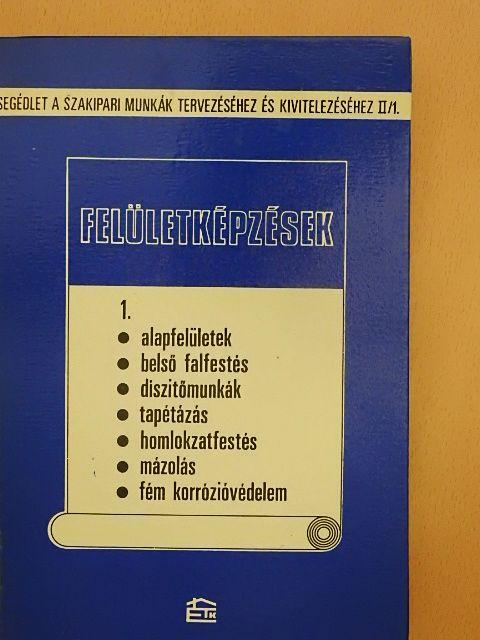 SEGÉDLET A SZAKIPARI MUNKÁK TERVEZÉSÉHEZ ÉS KIVITELEZÉSÉHEZ II/1.
FELÜLETKÉPZÉSEK
1.
• alapfelületek
• belső falfestés
• diszitőmunkák
• tapétázás
• homlokzatfestés
• mázolás
• fém korrózióvédelem
ÉTK